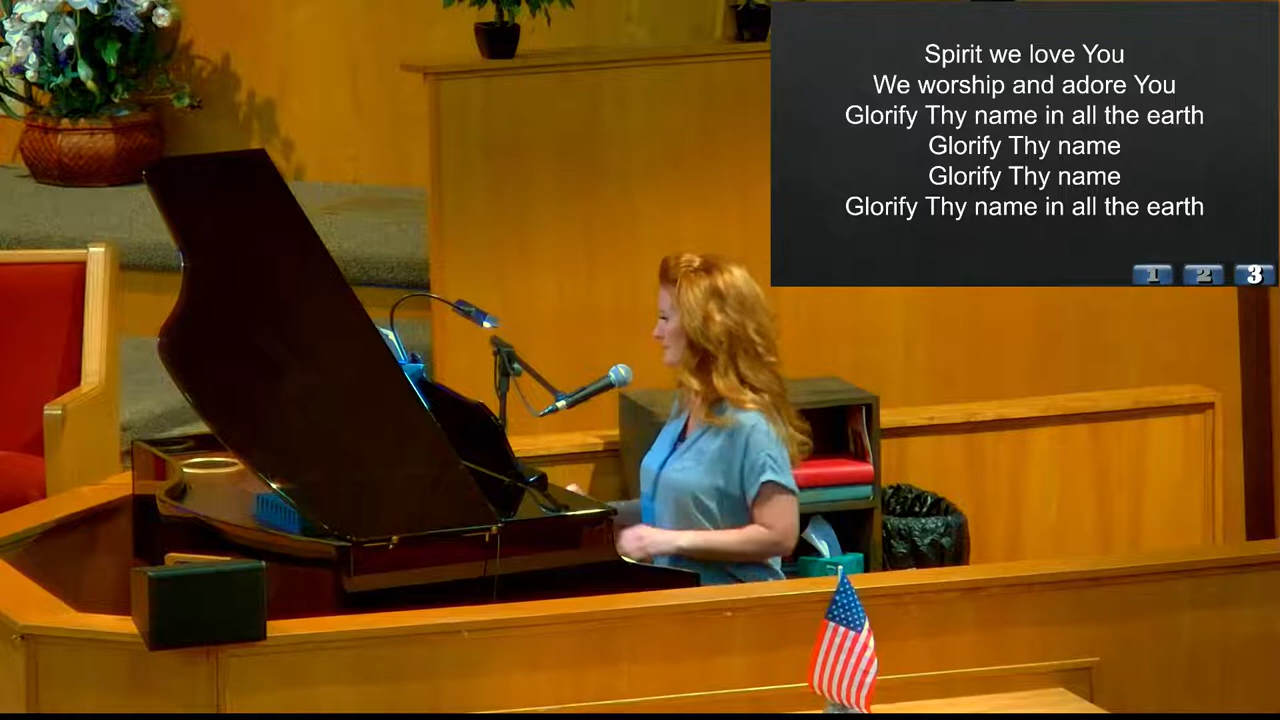 Spirit we love You
We worship and adore You
Glorify Thy name in all the earth
Glorify Thy name
Glorify Thy name
Glorify Thy name in all the earth
1 2 3